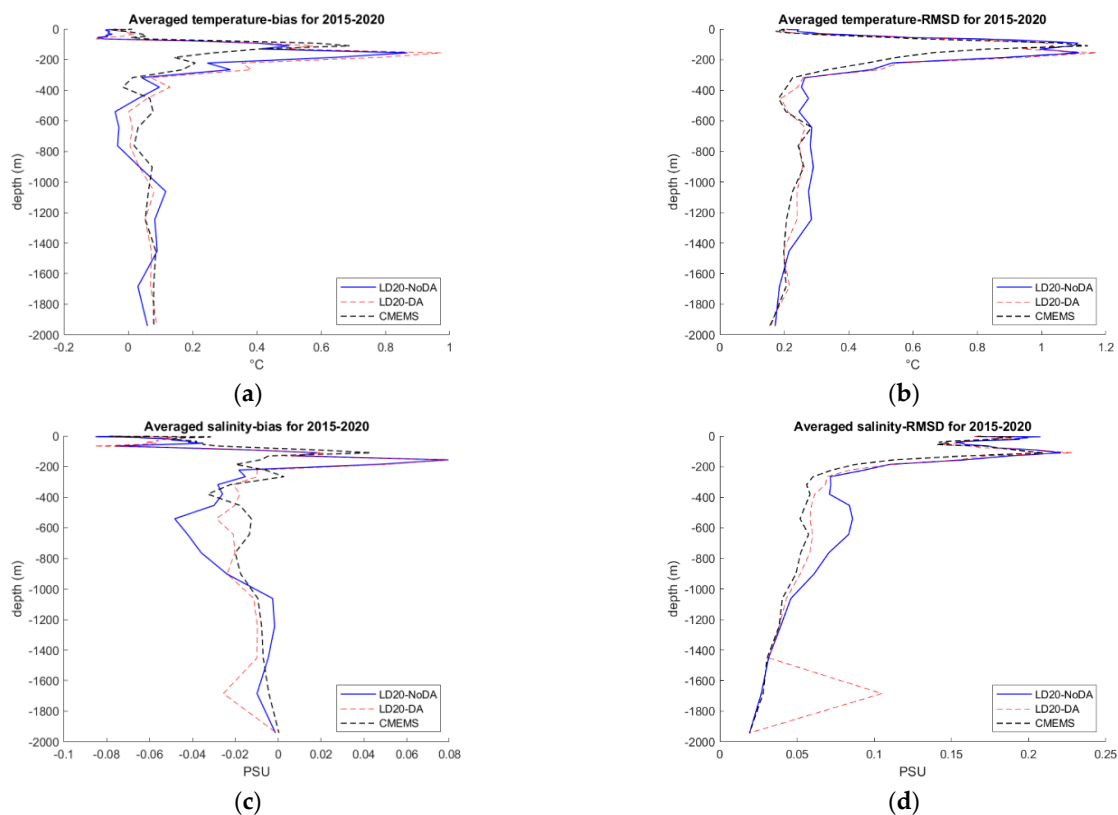 Averaged temperature-bias for 2015-2020
0
-200
-400
-600
-800
-1000
-1200
-1400
-1600
-1800
-2000
depth (m)
-0.2 0 0.2 0.4 0.6 0.8 1
°C
LD20-NoDA
LD20-DA
CMEMS
(a)
Averaged temperature-RMSD for 2015-2020
0
-200
-400
-600
-800
-1000
-1200
-1400
-1600
-1800
-2000
depth (m)
0 0.2 0.4 0.6 0.8 1 1.2
°C
LD20-NoDA
LD20-DA
CMEMS
(b)
Averaged salinity-bias for 2015-2020
0
-200
-400
-600
-800
-1000
-1200
-1400
-1600
-1800
-2000
depth (m)
-0.1 -0.08 -0.06 -0.04 -0.02 0 0.02 0.04 0.06 0.08
PSU
LD20-NoDA
LD20-DA
CMEMS
(c)
Averaged salinity-RMSD for 2015-2020
0
-200
-400
-600
-800
-1000
-1200
-1400
-1600
-1800
-2000
depth (m)
0 0.05 0.1 0.15 0.2 0.25
PSU
LD20-NoDA
LD20-DA
CMEMS
(d)